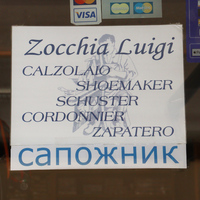 VISA
Zocchia Luigi
CALZOLAIO
SHOEMAKER
SCHUSTER
CORDONNIER
ZAPATERO
сапожник